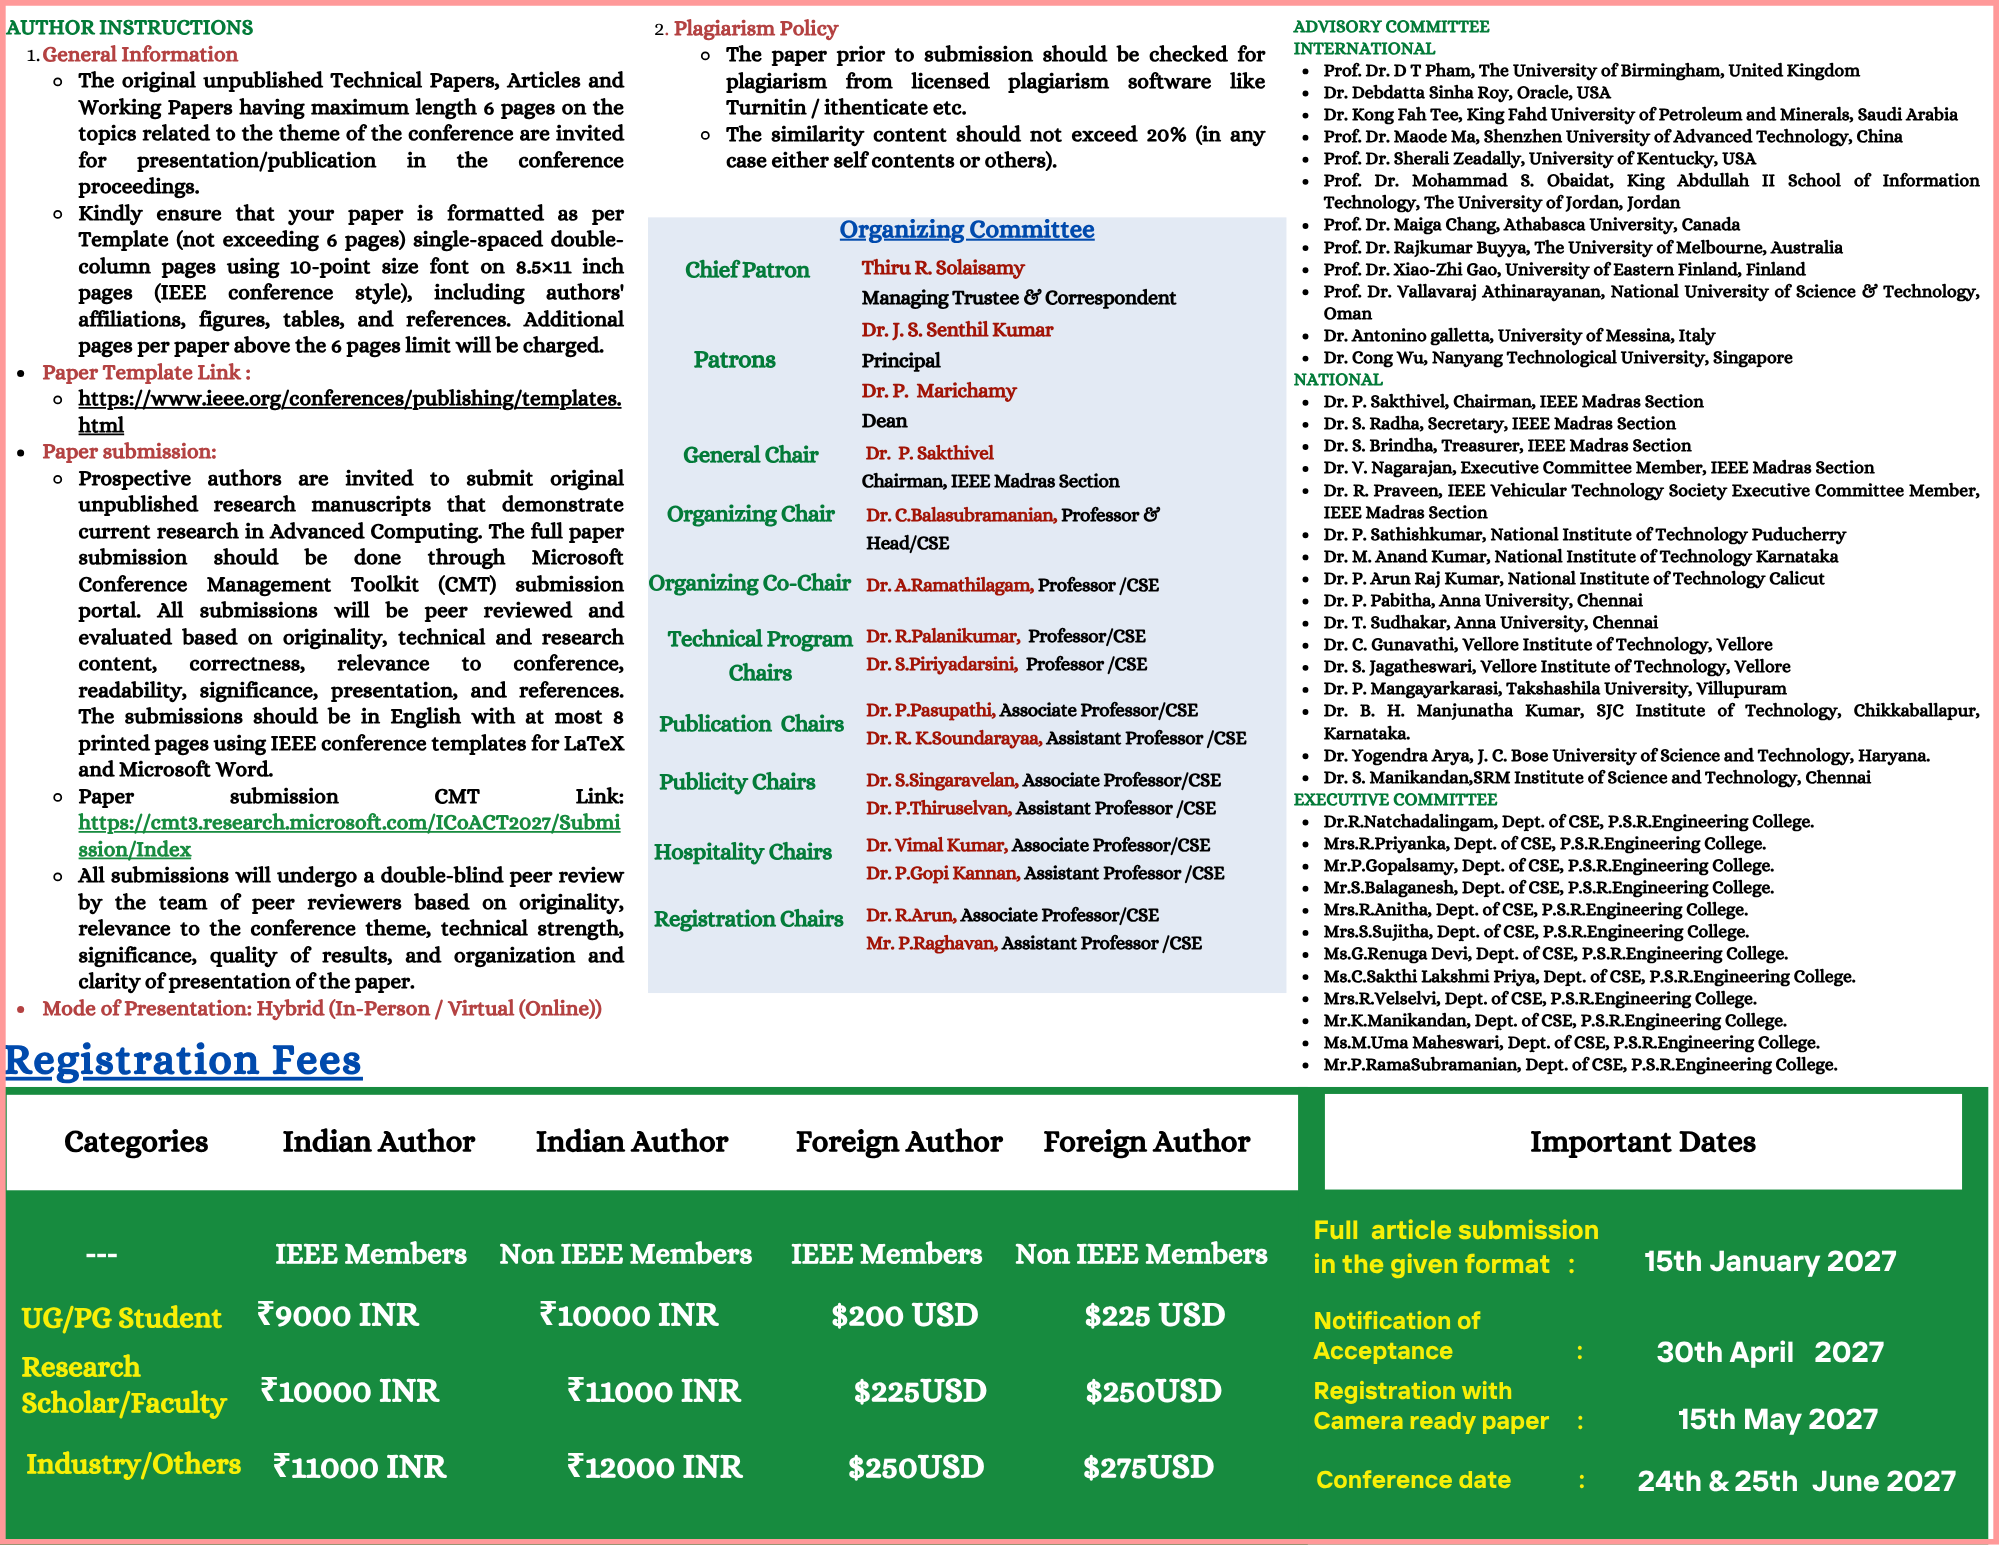 AUTHOR INSTRUCTIONS
1. General Information
○ The original unpublished Technical Papers, Articles and
Working Papers having maximum length 6 pages on the
topics related to the theme of the conference are invited
for presentation/publication in the conference
proceedings.
○ Kindly ensure that your paper is formatted as per
Template (not exceeding 6 pages) single-spaced double-
column pages using 10-point size font on 8.5×11 inch
pages (IEEE conference style), including authors'
affiliations, figures, tables, and references. Additional
pages per paper above the 6 pages limit will be charged.
• Paper Template Link :
○ https://www.ieee.org/conferences/publishing/templates.
html
• Paper submission:
○ Prospective authors are invited to submit original
unpublished research manuscripts that demonstrate
current research in Advanced Computing. The full paper
submission should be done through Microsoft
Conference Management Toolkit (CMT) submission
portal. All submissions will be peer reviewed and
evaluated based on originality, technical and research
content, correctness, relevance to conference,
readability, significance, presentation, and references.
The submissions should be in English with at most 8
printed pages using IEEE conference templates for LaTeX
and Microsoft Word.
○ Paper submission CMT Link:
https://cmt3.research.microsoft.com/ICoACT2027/Submi
ssion/Index
○ All submissions will undergo a double-blind peer review
by the team of peer reviewers based on originality,
relevance to the conference theme, technical strength,
significance, quality of results, and organization and
clarity of presentation of the paper.
• Mode of Presentation: Hybrid (In-Person / Virtual (Online))
2. Plagiarism Policy
○ The paper prior to submission should be checked for
plagiarism from licensed plagiarism software like
Turnitin / ithenticate etc.
○ The similarity content should not exceed 20% (in any
case either self contents or others).
Organizing Committee
Chief Patron Thiru R. Solaisamy
Managing Trustee & Correspondent
Dr. J. S. Senthil Kumar
Patrons Principal
Dr. P. Marichamy
Dean
General Chair Dr. P. Sakthivel
Chairman, IEEE Madras Section
Organizing Chair Dr. C.Balasubramanian, Professor &
Head/CSE
Organizing Co-Chair Dr. A.Ramathilagam, Professor /CSE
Technical Program Dr. R.Palanikumar, Professor/CSE
Chairs Dr. S.Piriyadarsini, Professor /CSE
Publication Chairs Dr. P.Pasupathi, Associate Professor/CSE
Dr. R. K.Soundarayaa, Assistant Professor /CSE
Publicity Chairs Dr. S.Singaravelan, Associate Professor/CSE
Dr. P.Thiruselvan, Assistant Professor /CSE
Hospitality Chairs Dr. Vimal Kumar, Associate Professor/CSE
Dr. P.Gopi Kannan, Assistant Professor /CSE
Registration Chairs Dr. R.Arun, Associate Professor/CSE
Mr. P.Raghavan, Assistant Professor /CSE
ADVISORY COMMITTEE
INTERNATIONAL
• Prof. Dr. D T Pham, The University of Birmingham, United Kingdom
• Dr. Debdatta Sinha Roy, Oracle, USA
• Dr. Kong Fah Tee, King Fahd University of Petroleum and Minerals, Saudi Arabia
• Prof. Dr. Maode Ma, Shenzhen University of Advanced Technology, China
• Prof. Dr. Sherali Zeadally, University of Kentucky, USA
• Prof. Dr. Mohammad S. Obaidat, King Abdullah II School of Information
Technology, The University of Jordan, Jordan
• Prof. Dr. Maiga Chang, Athabasca University, Canada
• Prof. Dr. Rajkumar Buyya, The University of Melbourne, Australia
• Prof. Dr. Xiao-Zhi Gao, University of Eastern Finland, Finland
• Prof. Dr. Vallavaraj Athinarayanan, National University of Science & Technology,
Oman
• Dr. Antonino galletta, University of Messina, Italy
• Dr. Cong Wu, Nanyang Technological University, Singapore
NATIONAL
• Dr. P. Sakthivel, Chairman, IEEE Madras Section
• Dr. S. Radha, Secretary, IEEE Madras Section
• Dr. S. Brindha, Treasurer, IEEE Madras Section
• Dr. V. Nagarajan, Executive Committee Member, IEEE Madras Section
• Dr. R. Praveen, IEEE Vehicular Technology Society Executive Committee Member,
IEEE Madras Section
• Dr. P. Sathishkumar, National Institute of Technology Puducherry
• Dr. M. Anand Kumar, National Institute of Technology Karnataka
• Dr. P. Arun Raj Kumar, National Institute of Technology Calicut
• Dr. P. Pabitha, Anna University, Chennai
• Dr. T. Sudhakar, Anna University, Chennai
• Dr. C. Gunavathi, Vellore Institute of Technology, Vellore
• Dr. S. Jagatheswari, Vellore Institute of Technology, Vellore
• Dr. P. Mangayarkarasi, Takshashila University, Villupuram
• Dr. B. H. Manjunatha Kumar, SJC Institute of Technology, Chikkaballapur,
Karnataka.
• Dr. Yogendra Arya, J. C. Bose University of Science and Technology, Haryana.
• Dr. S. Manikandan,SRM Institute of Science and Technology, Chennai
EXECUTIVE COMMITTEE
• Dr.R.Natchadalingam, Dept. of CSE, P.S.R.Engineering College.
• Mrs.R.Priyanka, Dept. of CSE, P.S.R.Engineering College.
• Mr.P.Gopalsamy, Dept. of CSE, P.S.R.Engineering College.
• Mr.S.Balaganesh, Dept. of CSE, P.S.R.Engineering College.
• Mrs.R.Anitha, Dept. of CSE, P.S.R.Engineering College.
• Mrs.S.Sujitha, Dept. of CSE, P.S.R.Engineering College.
• Ms.G.Renuga Devi, Dept. of CSE, P.S.R.Engineering College.
• Ms.C.Sakthi Lakshmi Priya, Dept. of CSE, P.S.R.Engineering College.
• Mrs.R.Velselvi, Dept. of CSE, P.S.R.Engineering College.
• Mr.K.Manikandan, Dept. of CSE, P.S.R.Engineering College.
• Ms.M.Uma Maheswari, Dept. of CSE, P.S.R.Engineering College.
• Mr.P.RamaSubramanian, Dept. of CSE, P.S.R.Engineering College.
Registration Fees
Categories Indian Author Indian Author Foreign Author Foreign Author
--- IEEE Members Non IEEE Members IEEE Members Non IEEE Members
UG/PG Student ₹9000 INR ₹10000 INR $200 USD $225 USD
Research
Scholar/Faculty ₹10000 INR ₹11000 INR $225USD $250USD
Industry/Others ₹11000 INR ₹12000 INR $250USD $275USD
Important Dates
Full article submission
in the given format : 15th January 2027
Notification of
Acceptance : 30th April 2027
Registration with
Camera ready paper : 15th May 2027
Conference date : 24th & 25th June 2027